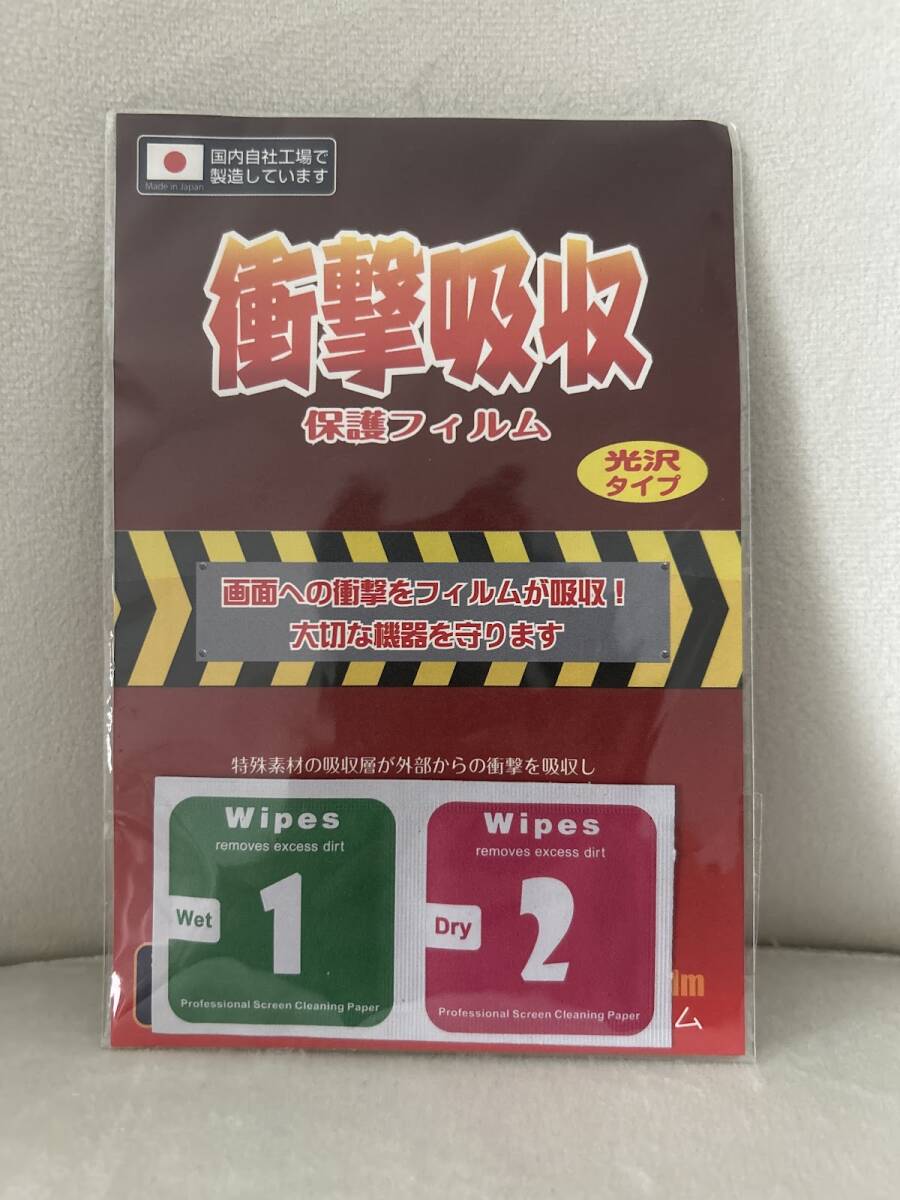 国内自社工場で
製造しています
Made in Japan
衝撃吸収
保護フィルム
光沢
タイプ
画面への衝撃をフィルムが吸収！
大切な機器を守ります
特殊素材の吸収層が外部からの衝撃を吸収し
Wipes
removes excess dirt
1
Wet
Professional Screen Cleaning Paper
Wipes
removes excess dirt
2
Dry
Professional Screen Cleaning Paper
lm
ム